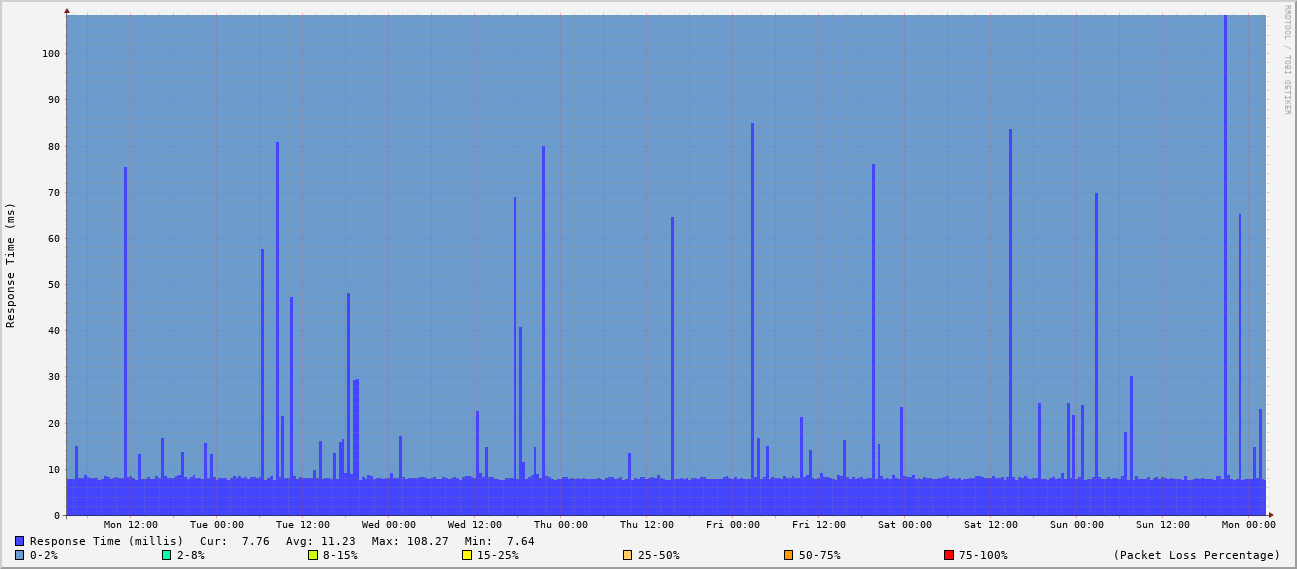 RRDTOOL / TOBI OETIKER
Response Time (ms)
100
90
80
70
60
50
40
30
20
10
0
Mon 12:00 Tue 00:00 Tue 12:00 Wed 00:00 Wed 12:00 Thu 00:00 Thu 12:00 Fri 00:00 Fri 12:00 Sat 00:00 Sat 12:00 Sun 00:00 Sun 12:00 Mon 00:00
Response Time (millis) Cur: 7.76 Avg: 11.23 Max: 108.27 Min: 7.64
0-2% 2-8% 8-15% 15-25% 25-50% 50-75% 75-100% (Packet Loss Percentage)